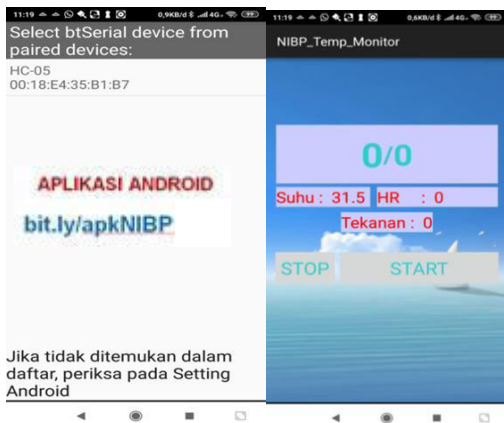 11:19
0,9KB/d
4G+
Select btSerial device from
paired devices:
HC-05
00:18:E4:35:B1:B7
APLIKASI ANDROID
bit.ly/apkNIBP
Jika tidak ditemukan dalam
daftar, periksa pada Setting
Android
11:19
0,6KB/d
4G+
NIBP_Temp_Monitor
0/0
Suhu : 31.5 HR : 0
Tekanan : 0
STOP START